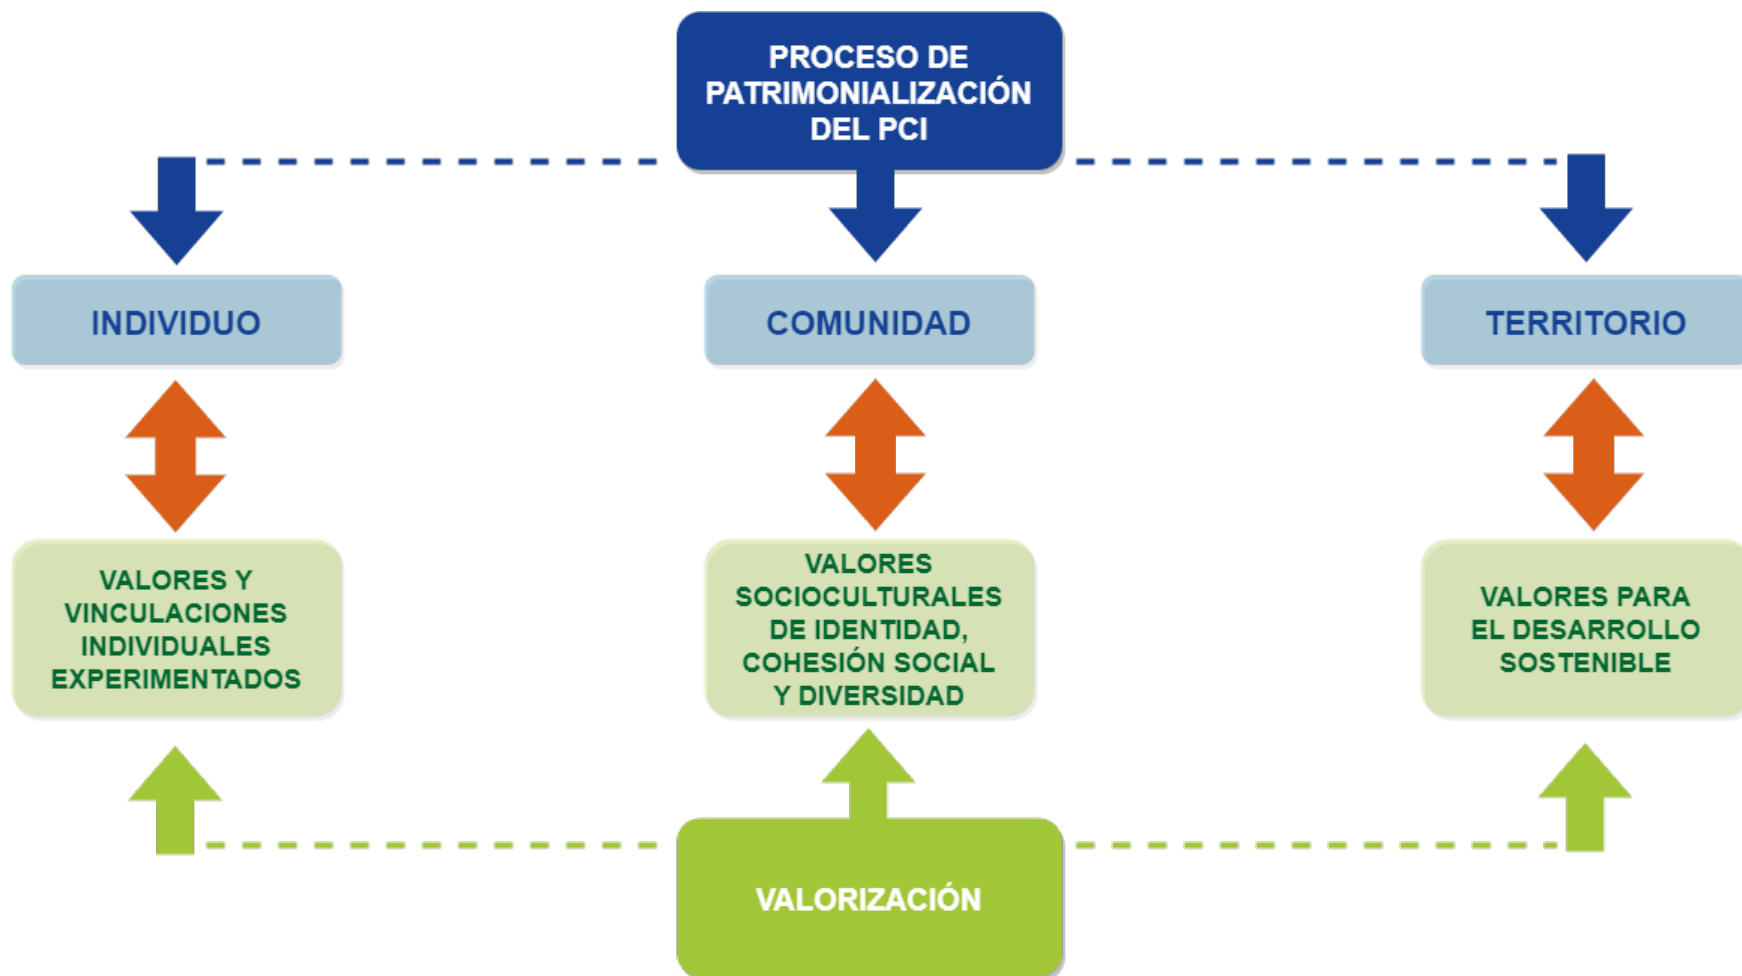 PROCESO DE
PATRIMONIALIZACIÓN
DEL PCI
INDIVIDUO
COMUNIDAD
TERRITORIO
VALORES Y
VINCULACIONES
INDIVIDUALES
EXPERIMENTADOS
VALORES
SOCIOCULTURALES
DE IDENTIDAD,
COHESIÓN SOCIAL
Y DIVERSIDAD
VALORES PARA
EL DESARROLLO
SOSTENIBLE
VALORIZACIÓN